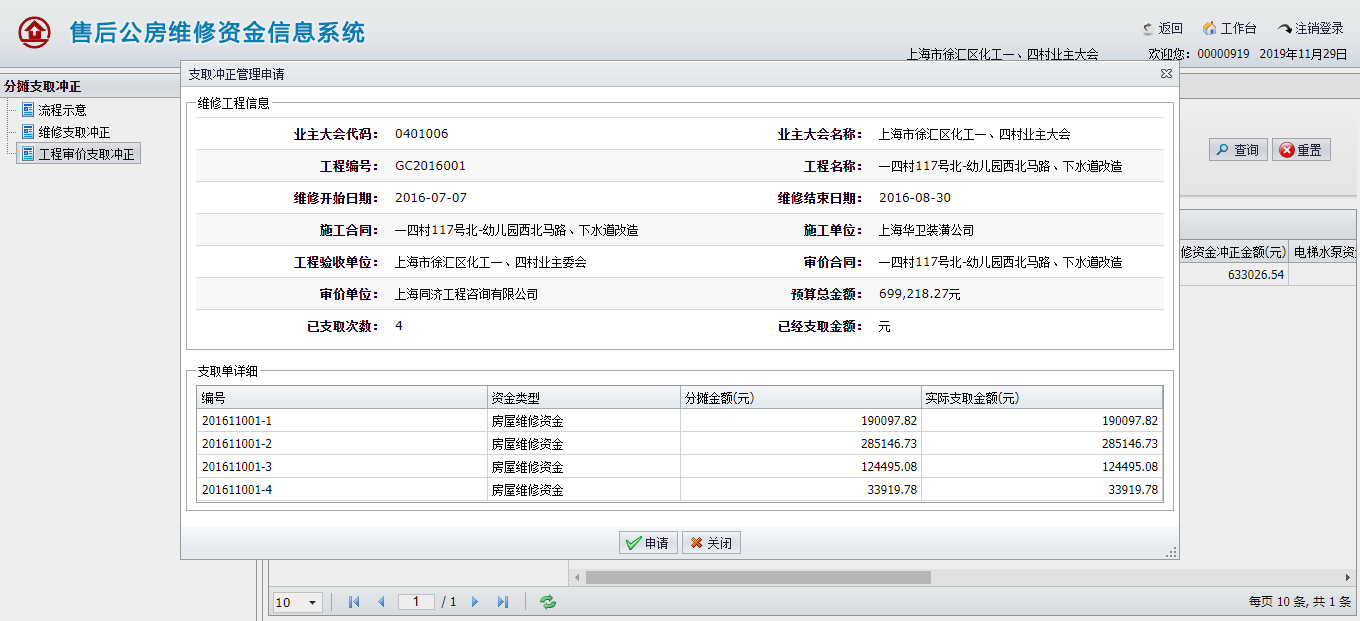 售后公房维修资金信息系统
返回 工作台 注销登录
上海市徐汇区化工一、四村业主大会 欢迎您：00000919 2019年11月29日
分摊支取冲正
流程示意
维修支取冲正
工程审价支取冲正
支取冲正管理申请
维修工程信息
业主大会代码： 0401006 业主大会名称： 上海市徐汇区化工一、四村业主大会
工程编号： GC2016001 工程名称： 一四村117号北-幼儿园西北马路、下水道改造
维修开始日期： 2016-07-07 维修结束日期： 2016-08-30
施工合同： 一四村117号北-幼儿园西北马路、下水道改造 施工单位： 上海华卫装潢公司
工程验收单位： 上海市徐汇区化工一、四村业主委会 审价合同： 一四村117号北-幼儿园西北马路、下水道改造
审价单位： 上海同济工程咨询有限公司 预算总金额： 699,218.27元
已支取次数： 4 已经支取金额： 元
支取单详细
编号 资金类型 分摊金额(元) 实际支取金额(元)
201611001-1 房屋维修资金 190097.82 190097.82
201611001-2 房屋维修资金 285146.73 285146.73
201611001-3 房屋维修资金 124495.08 124495.08
201611001-4 房屋维修资金 33919.78 33919.78
申请 关闭
查询 重置
修资金冲正金额(元) 电梯水泵资
633026.54
10 1 / 1 每页 10 条, 共 1 条